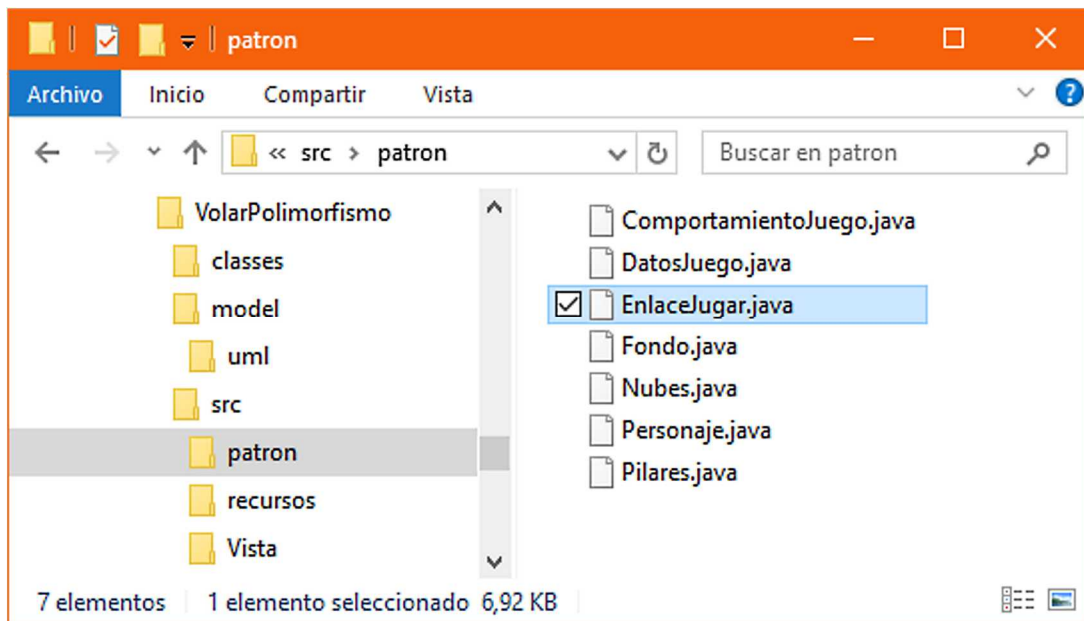 patron
Archivo Inicio Compartir Vista
« src > patron Buscar en patron
VolarPolimorfismo
classes
model
uml
src
patron
recursos
Vista
ComportamientoJuego.java
DatosJuego.java
EnlaceJugar.java
Fondo.java
Nubes.java
Personaje.java
Pilares.java
7 elementos 1 elemento seleccionado 6,92 KB